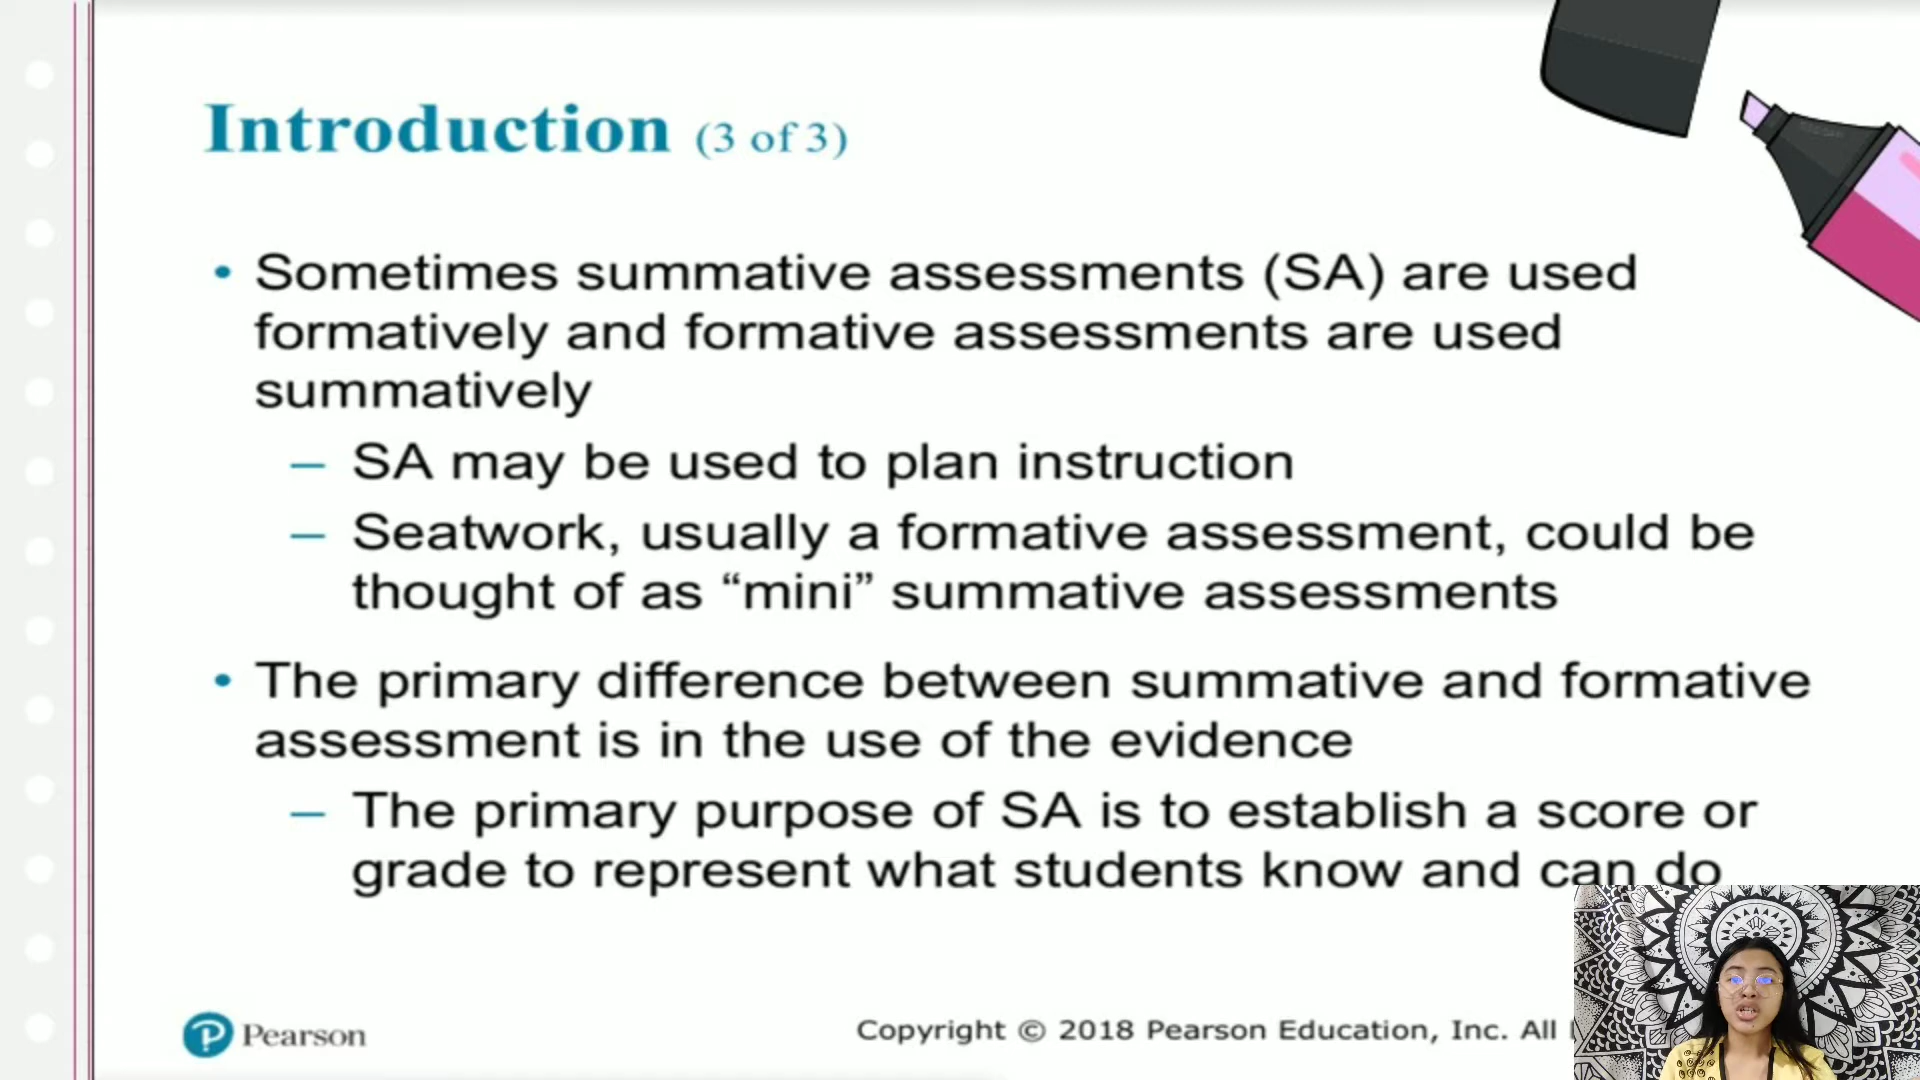 Introduction (3 of 3)
• Sometimes summative assessments (SA) are used
formatively and formative assessments are used
summatively
– SA may be used to plan instruction
– Seatwork, usually a formative assessment, could be
thought of as “mini” summative assessments
• The primary difference between summative and formative
assessment is in the use of the evidence
– The primary purpose of SA is to establish a score or
grade to represent what students know and can do
Pearson
Copyright © 2018 Pearson Education, Inc. All